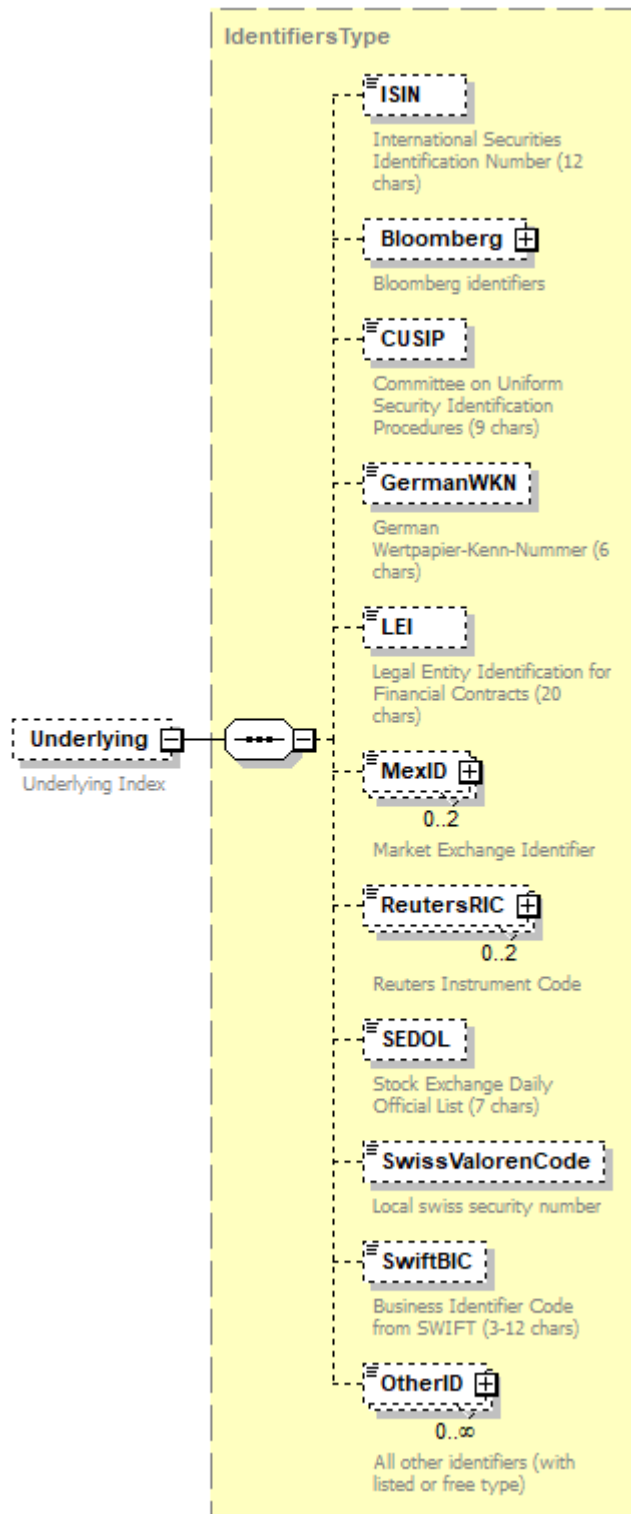 IdentifiersType
ISIN
International Securities
Identification Number (12
chars)
Bloomberg
Bloomberg identifiers
CUSIP
Committee on Uniform
Security Identification
Procedures (9 chars)
GermanWKN
German
Wertpapier-Kenn-Nummer (6
chars)
LEI
Legal Entity Identification for
Financial Contracts (20
chars)
Underlying
Underlying Index
MexID
0..2
Market Exchange Identifier
ReutersRIC
0..2
Reuters Instrument Code
SEDOL
Stock Exchange Daily
Official List (7 chars)
SwissValorenCode
Local swiss security number
SwiftBIC
Business Identifier Code
from SWIFT (3-12 chars)
OtherID
0..∞
All other identifiers (with
listed or free type)